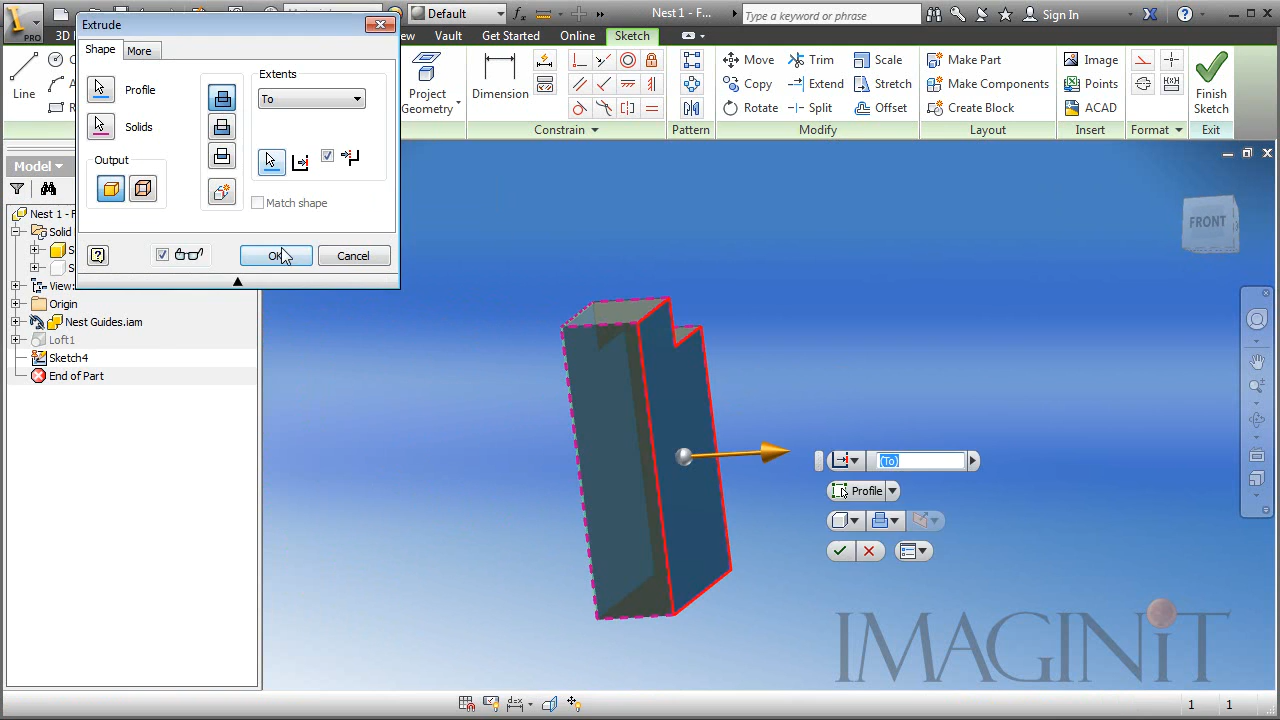 PRO
Default
Nest 1 - F...
Type a keyword or phrase
Sign In
Extrude
3D
ew
Vault
Get Started
Online
Sketch
Shape
More
Line
Profile
Solids
Output
Extents
To
Match shape
OK
Cancel
Project
Geometry
Dimension
Constrain
Pattern
Move
Copy
Rotate
Trim
Extend
Split
Scale
Stretch
Offset
Modify
Make Part
Make Components
Create Block
Layout
Image
Points
ACAD
Insert
Format
Finish
Sketch
Exit
Model
Nest 1 - F
Solid
S
S
View:
Origin
Nest Guides.iam
Loft1
Sketch4
End of Part
FRONT
(To)
Profile
IMAGINiT
1
1